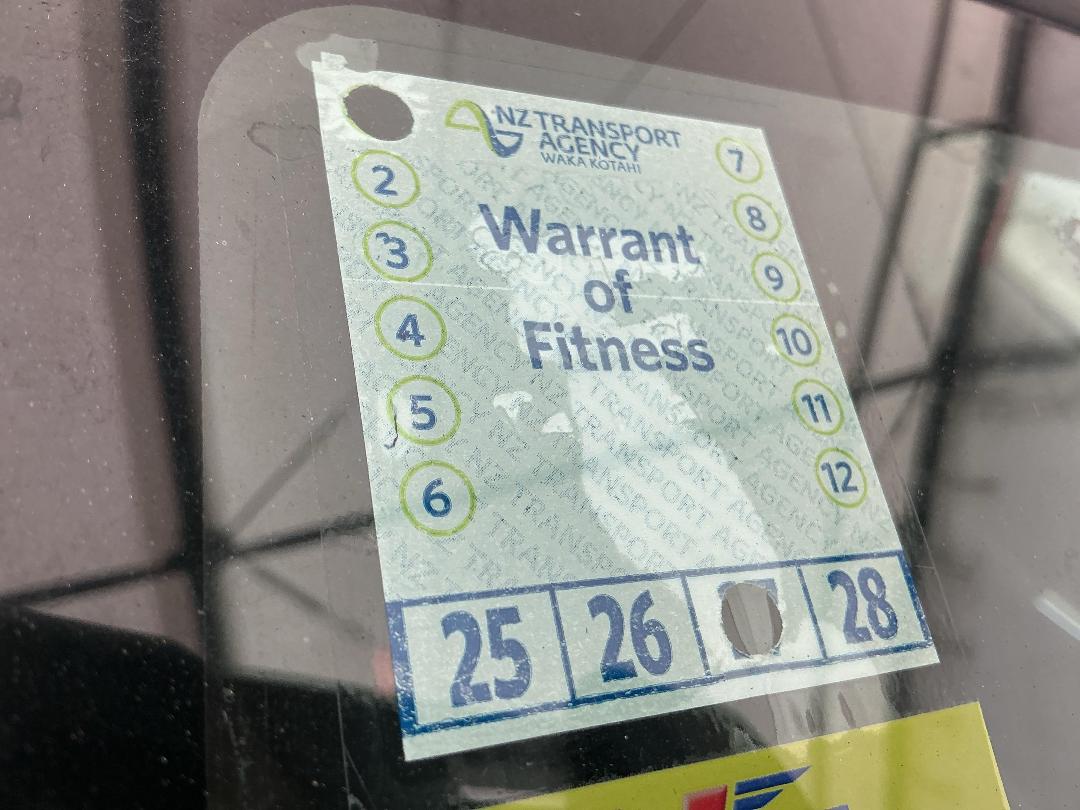 NZ TRANSPORT
AGENCY
WAKA KOTAHI
2
3
4
5
6
7
8
9
10
11
12
Warrant
of
Fitness
25 26 28